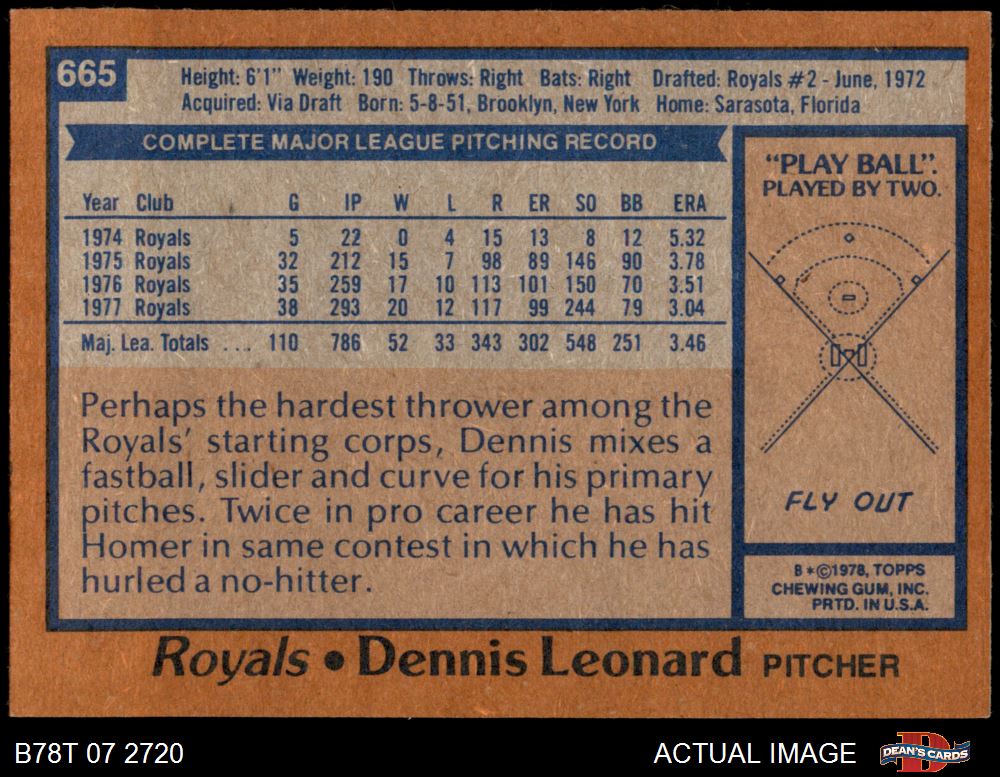 665
Height: 6'1" Weight: 190 Throws: Right Bats: Right Drafted: Royals #2 - June, 1972
Acquired: Via Draft Born: 5-8-51, Brooklyn, New York Home: Sarasota, Florida
COMPLETE MAJOR LEAGUE PITCHING RECORD
Year Club G IP W L R ER SO BB ERA
1974 Royals 5 22 0 4 15 13 8 12 5.32
1975 Royals 32 212 15 7 98 89 146 90 3.78
1976 Royals 35 259 17 10 113 101 150 70 3.51
1977 Royals 38 293 20 12 117 99 244 79 3.04
Maj. Lea. Totals . . . 110 786 52 33 343 302 548 251 3.46
Perhaps the hardest thrower among the
Royals' starting corps, Dennis mixes a
fastball, slider and curve for his primary
pitches. Twice in pro career he has hit
Homer in same contest in which he has
hurled a no-hitter.
"PLAY BALL".
PLAYED BY TWO.
FLY OUT
B*©1978, TOPPS
CHEWING GUM, INC.
PRTD. IN U.S.A.
Royals • Dennis Leonard PITCHER
B78T 07 2720
ACTUAL IMAGE
DEAN'S CARDS